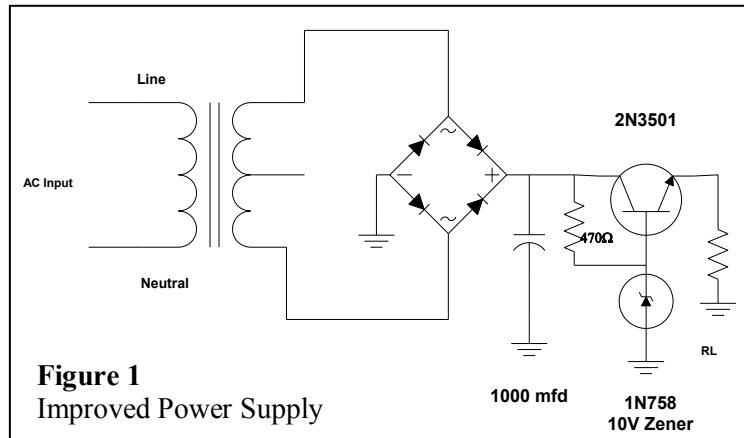 Line
2N3501
AC Input
470Ω
Neutral
RL
Figure 1
Improved Power Supply
1000 mfd
1N758
10V Zener